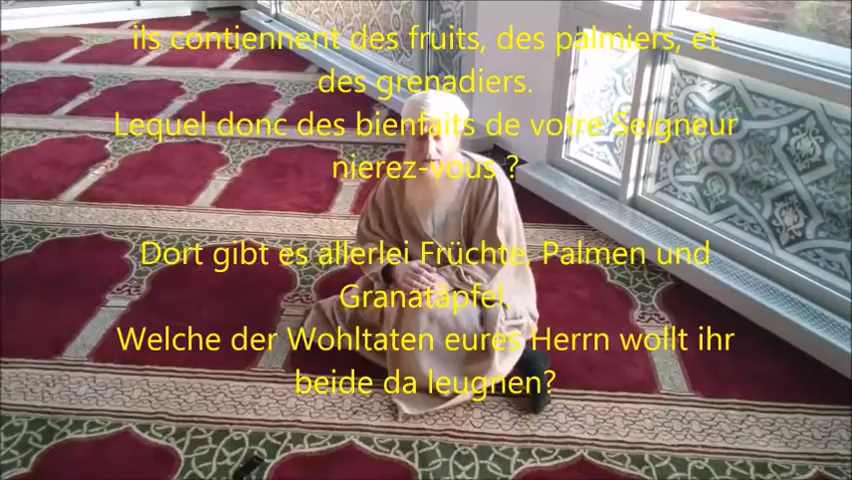 ils contiennent des fruits, des palmiers, et
des grenadiers.
Lequel donc des bienfaits de votre Seigneur
nierez-vous ?
Dort gibt es allerlei Früchte, Palmen und
Granatäpfel.
Welche der Wohltaten eures Herrn wollt ihr
beide da leugnen?